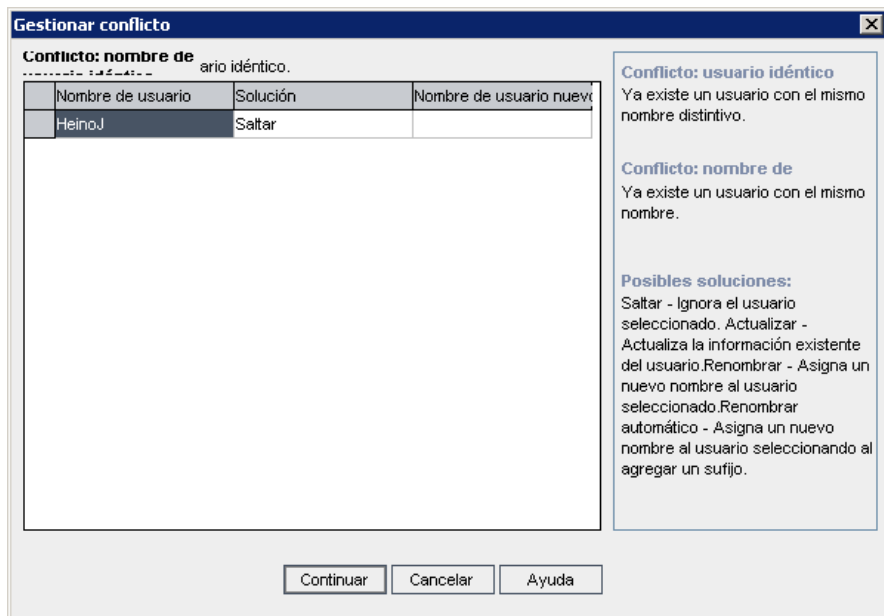 Gestionar conflicto
Conflicto: nombre de
ario idéntico.
Nombre de usuario Solución Nombre de usuario nuevo
HeinoJ Saltar
Conflicto: usuario idéntico
Ya existe un usuario con el mismo
nombre distintivo.
Conflicto: nombre de
Ya existe un usuario con el mismo
nombre.
Posibles soluciones:
Saltar - Ignora el usuario
seleccionado. Actualizar -
Actualiza la información existente
del usuario.Renombrar - Asigna un
nuevo nombre al usuario
seleccionado.Renombrar
automático - Asigna un nuevo
nombre al usuario seleccionando al
agregar un sufijo.
Continuar Cancelar Ayuda